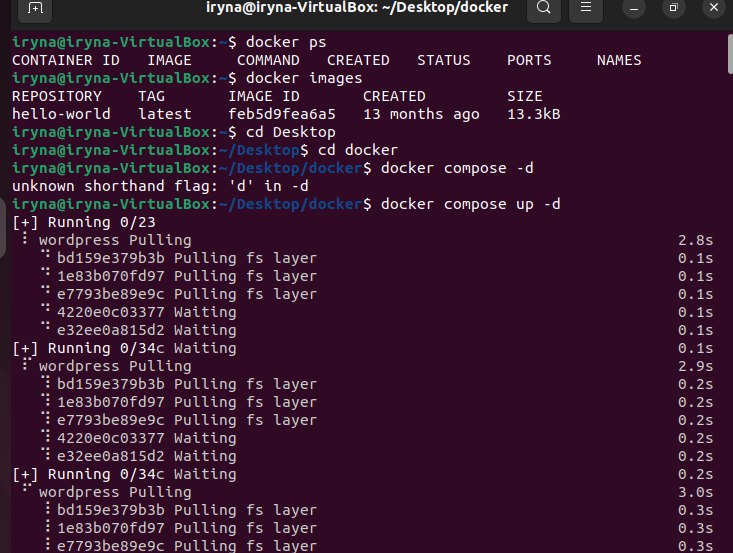 iryna@iryna-VirtualBox: ~/Desktop/docker
iryna@iryna-VirtualBox:~$ docker ps
CONTAINER ID   IMAGE     COMMAND   CREATED   STATUS    PORTS     NAMES
iryna@iryna-VirtualBox:~$ docker images
REPOSITORY    TAG       IMAGE ID       CREATED         SIZE
hello-world   latest    feb5d9fea6a5   13 months ago   13.3kB
iryna@iryna-VirtualBox:~$ cd Desktop
iryna@iryna-VirtualBox:~/Desktop$ cd docker
iryna@iryna-VirtualBox:~/Desktop/docker$ docker compose -d
unknown shorthand flag: 'd' in -d
iryna@iryna-VirtualBox:~/Desktop/docker$ docker compose up -d
[+] Running 0/23
wordpress Pulling 2.8s
bd159e379b3b Pulling fs layer 0.1s
1e83b070fd97 Pulling fs layer 0.1s
e7793be89e9c Pulling fs layer 0.1s
4220e0c03377 Waiting 0.1s
e32ee0a815d2 Waiting 0.1s
[+] Running 0/34c Waiting 0.1s
wordpress Pulling 2.9s
bd159e379b3b Pulling fs layer 0.2s
1e83b070fd97 Pulling fs layer 0.2s
e7793be89e9c Pulling fs layer 0.2s
4220e0c03377 Waiting 0.2s
e32ee0a815d2 Waiting 0.2s
[+] Running 0/34c Waiting 0.2s
wordpress Pulling 3.0s
bd159e379b3b Pulling fs layer 0.3s
1e83b070fd97 Pulling fs layer 0.3s
e7793be89e9c Pulling fs layer 0.3s